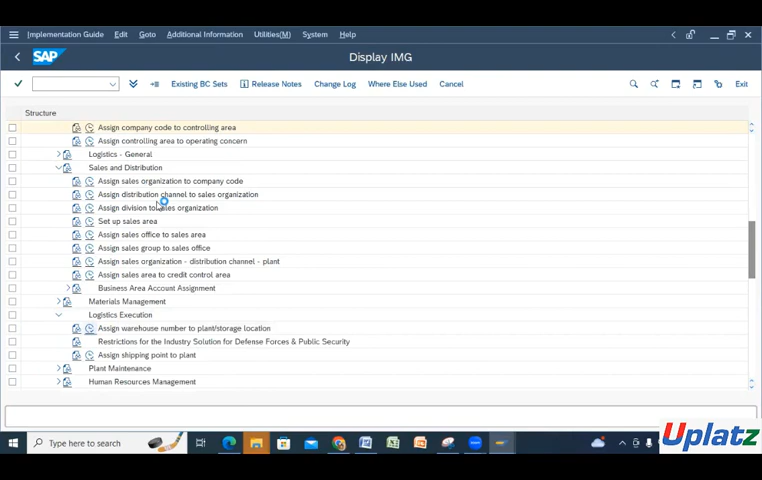 Implementation Guide Edit Goto Additional Information Utilities(M) System Help
SAP Display IMG
Existing BC Sets Release Notes Change Log Where Else Used Cancel Exit
Structure
Assign company code to controlling area
Assign controlling area to operating concern
Logistics - General
Sales and Distribution
Assign sales organization to company code
Assign distribution channel to sales organization
Assign division to sales organization
Set up sales area
Assign sales office to sales area
Assign sales group to sales office
Assign sales organization - distribution channel - plant
Assign sales area to credit control area
Business Area Account Assignment
Materials Management
Logistics Execution
Assign warehouse number to plant/storage location
Restrictions for the Industry Solution for Defense Forces & Public Security
Assign shipping point to plant
Plant Maintenance
Human Resources Management
Type here to search
Uplatz